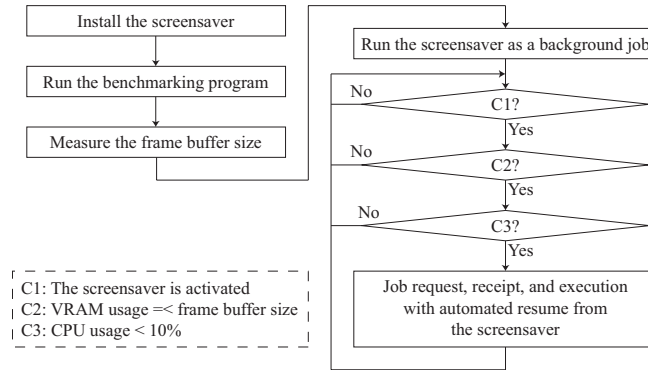 Install the screensaver
Run the benchmarking program
Measure the frame buffer size
Run the screensaver as a background job
No
C1?
Yes
No
C2?
Yes
No
C3?
Yes
Job request, receipt, and execution
with automated resume from
the screensaver
C1: The screensaver is activated
C2: VRAM usage =< frame buffer size
C3: CPU usage < 10%